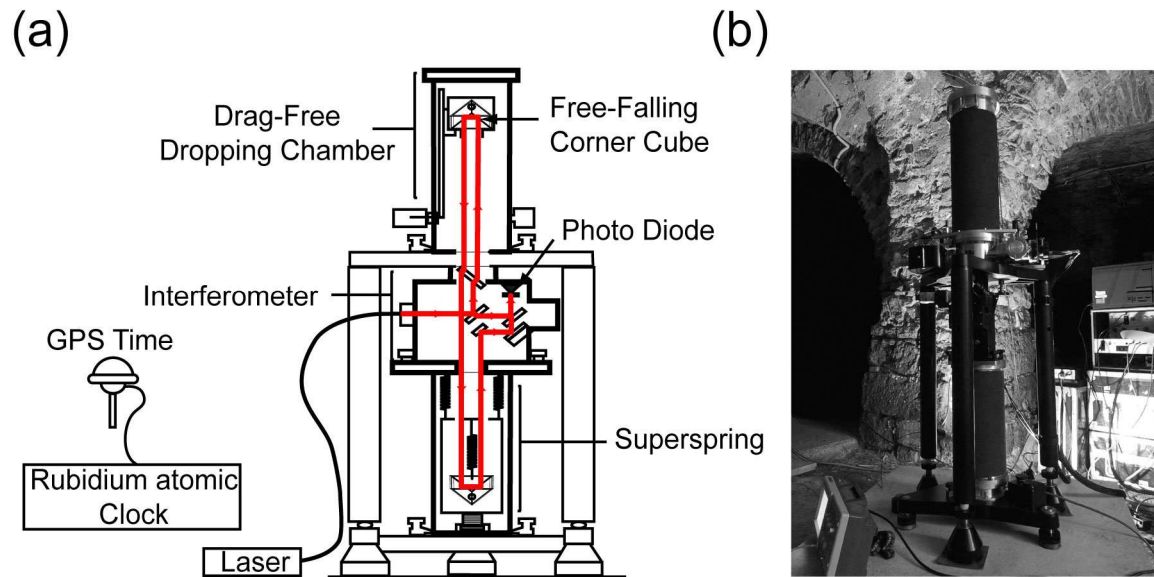 (a)
(b)
Drag-Free
Dropping Chamber
Free-Falling
Corner Cube
Photo Diode
Interferometer
GPS Time
Superspring
Rubidium atomic
Clock
Laser